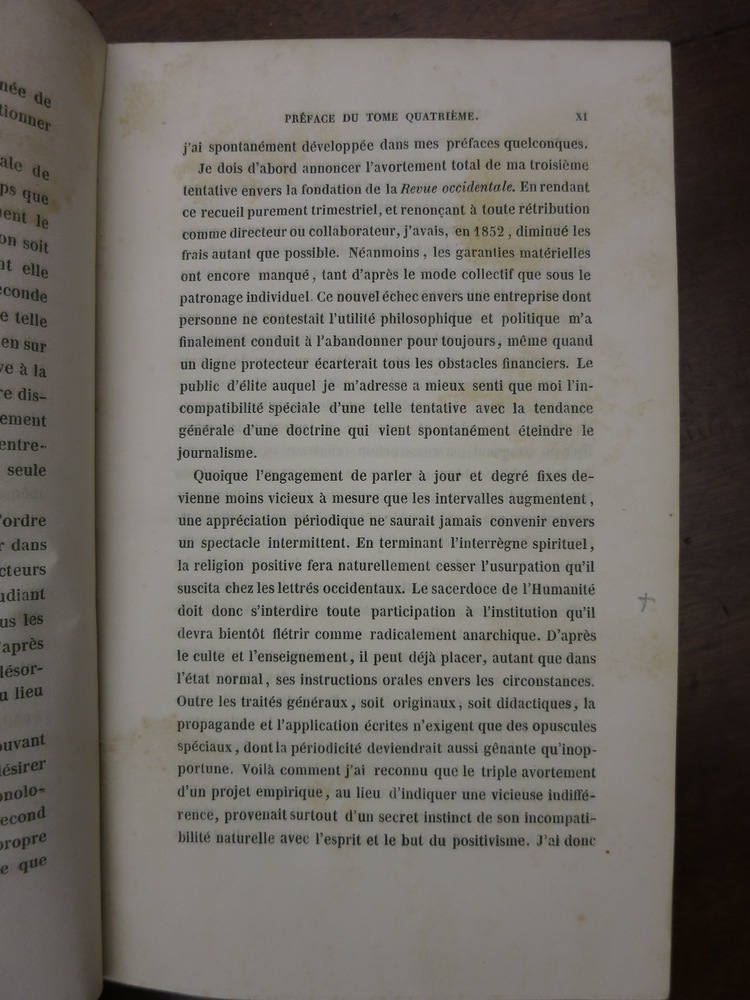 née de
tionner
ale de
ps que
ent le
on soit
nt elle
conde
e telle
en sur
ve à la
re dis-
ement
entre-
seule
'ordre
r dans
cteurs
udiant
us les
'après
désor-
u lieu
ouvant
désirer
onolo-
econd
propre
e que
PRÉFACE DU TOME QUATRIÈME. XI
j'ai spontanément développée dans mes préfaces quelconques.
Je dois d'abord annoncer l'avortement total de ma troisième
tentative envers la fondation de la Revue occidentale. En rendant
ce recueil purement trimestriel, et renonçant à toute rétribution
comme directeur ou collaborateur, j'avais, en 1852, diminué les
frais autant que possible. Néanmoins, les garanties matérielles
ont encore manqué, tant d'après le mode collectif que sous le
patronage individuel. Ce nouvel échec envers une entreprise dont
personne ne contestait l'utilité philosophique et politique m'a
finalement conduit à l'abandonner pour toujours, même quand
un digne protecteur écarterait tous les obstacles financiers. Le
public d'élite auquel je m'adresse a mieux senti que moi l'in-
compatibilité spéciale d'une telle tentative avec la tendance
générale d'une doctrine qui vient spontanément éteindre le
journalisme.
Quoique l'engagement de parler à jour et degré fixes de-
vienne moins vicieux à mesure que les intervalles augmentent,
une appréciation périodique ne saurait jamais convenir envers
un spectacle intermittent. En terminant l'interrègne spirituel,
la religion positive fera naturellement cesser l'usurpation qu'il
suscita chez les lettrés occidentaux. Le sacerdoce de l'Humanité
doit donc s'interdire toute participation à l'institution qu'il
devra bientôt flétrir comme radicalement anarchique. D'après
le culte et l'enseignement, il peut déjà placer, autant que dans
l'état normal, ses instructions orales envers les circonstances.
Outre les traités généraux, soit originaux, soit didactiques, la
propagande et l'application écrites n'exigent que des opuscules
spéciaux, dont la périodicité deviendrait aussi gênante qu'inop-
portune. Voilà comment j'ai reconnu que le triple avortement
d'un projet empirique, au lieu d'indiquer une vicieuse indiffé-
rence, provenait surtout d'un secret instinct de son incompati-
bilité naturelle avec l'esprit et le but du positivisme. J'ai donc